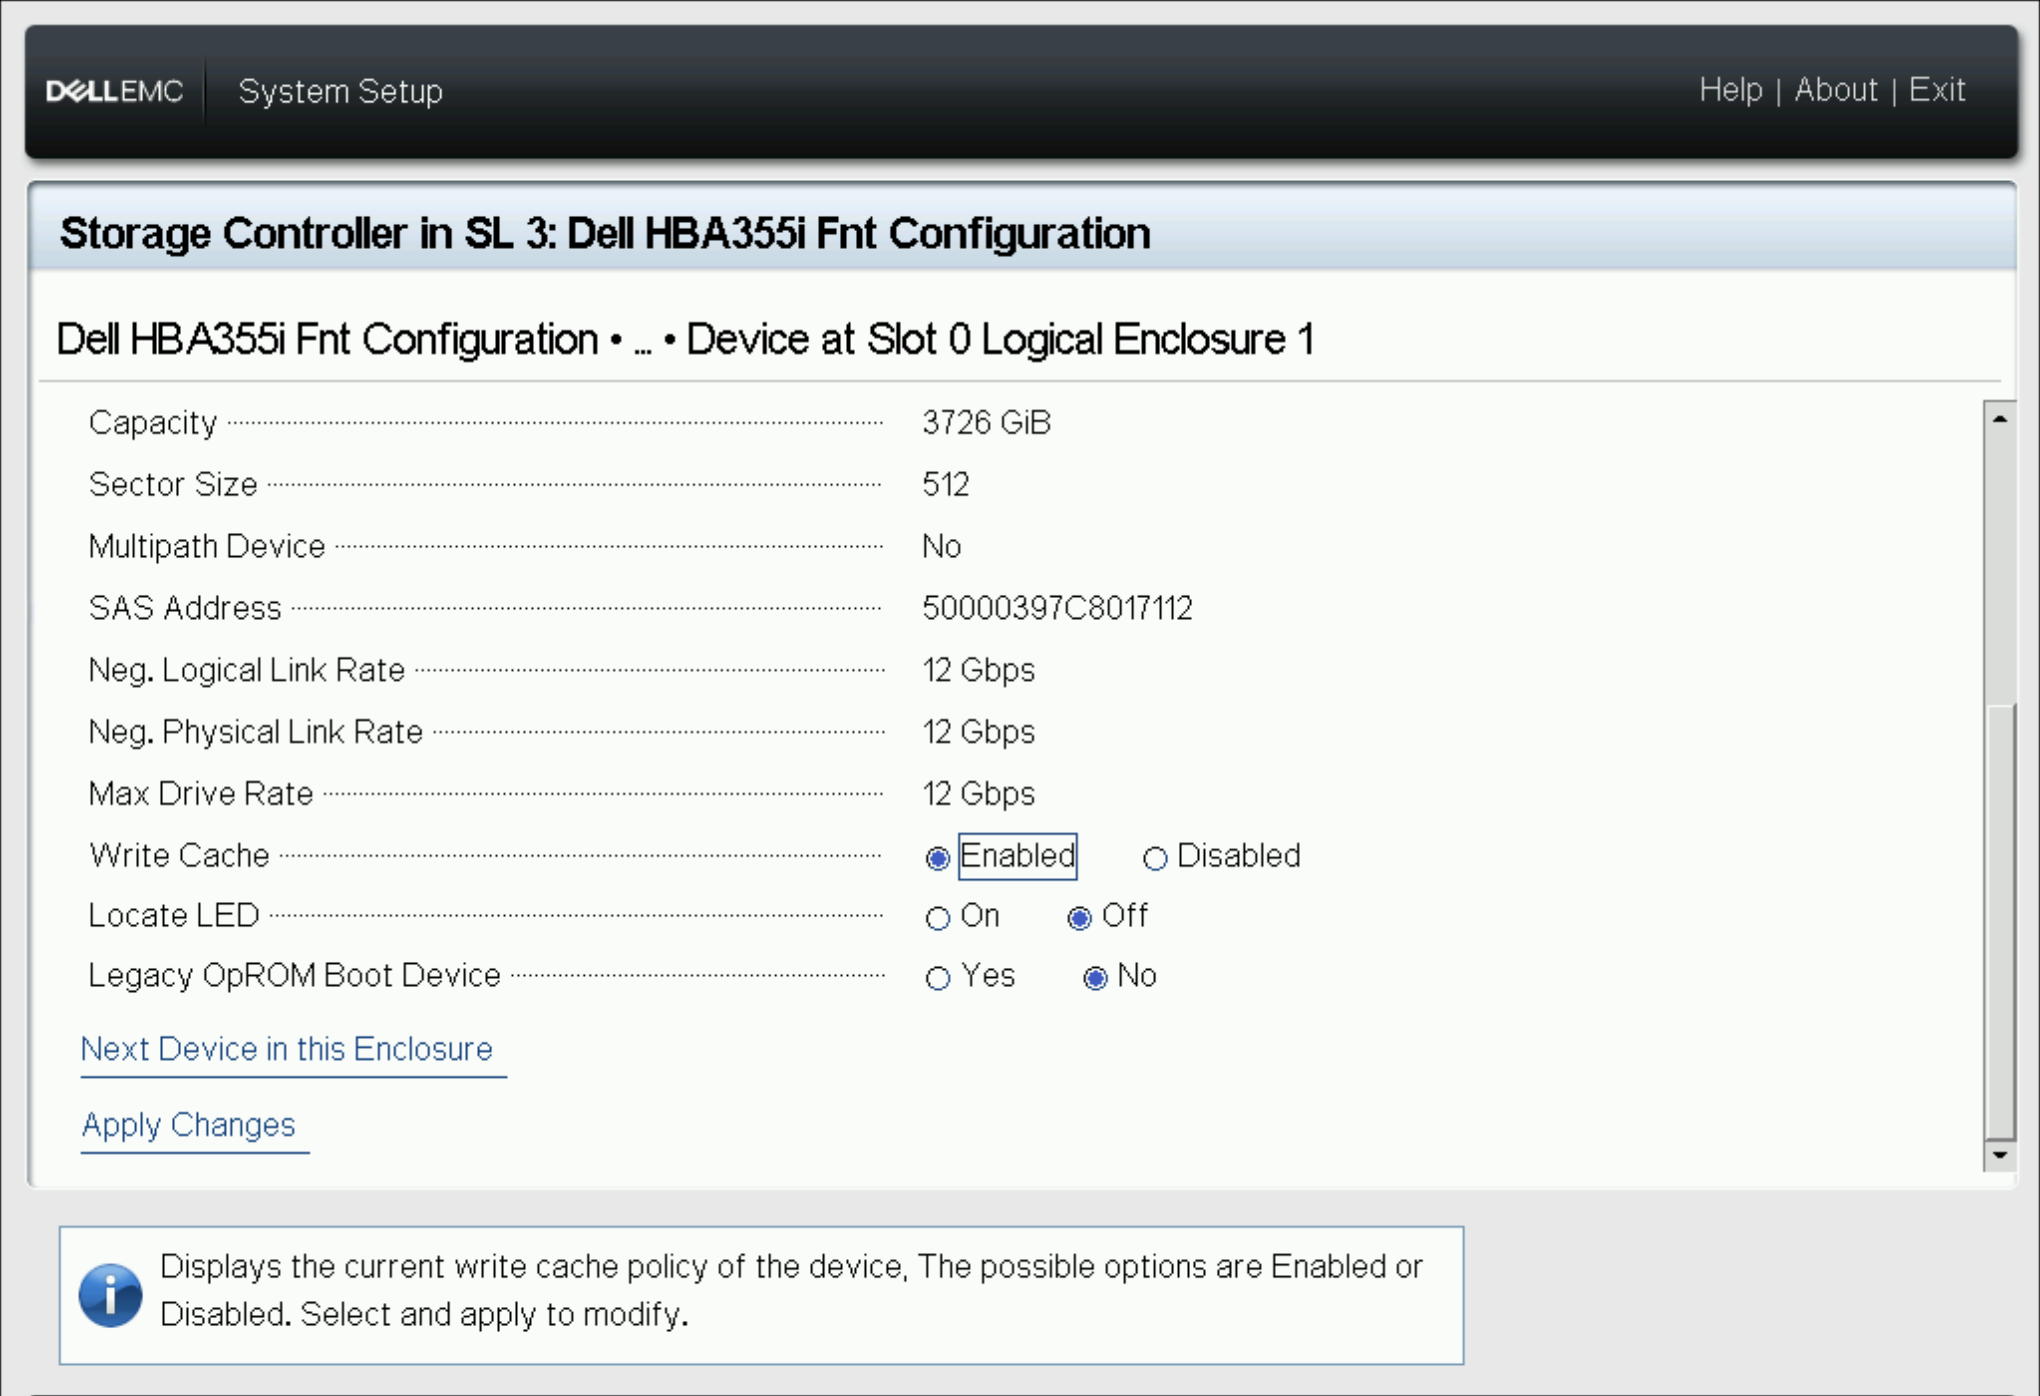 DELLEMC System Setup Help | About | Exit
Storage Controller in SL 3: Dell HBA355i Fnt Configuration
Dell HBA355i Fnt Configuration • ... • Device at Slot 0 Logical Enclosure 1
Capacity 3726 GiB
Sector Size 512
Multipath Device No
SAS Address 50000397C8017112
Neg. Logical Link Rate 12 Gbps
Neg. Physical Link Rate 12 Gbps
Max Drive Rate 12 Gbps
Write Cache Enabled Disabled
Locate LED On Off
Legacy OpROM Boot Device Yes No
Next Device in this Enclosure
Apply Changes
Displays the current write cache policy of the device, The possible options are Enabled or
Disabled. Select and apply to modify.